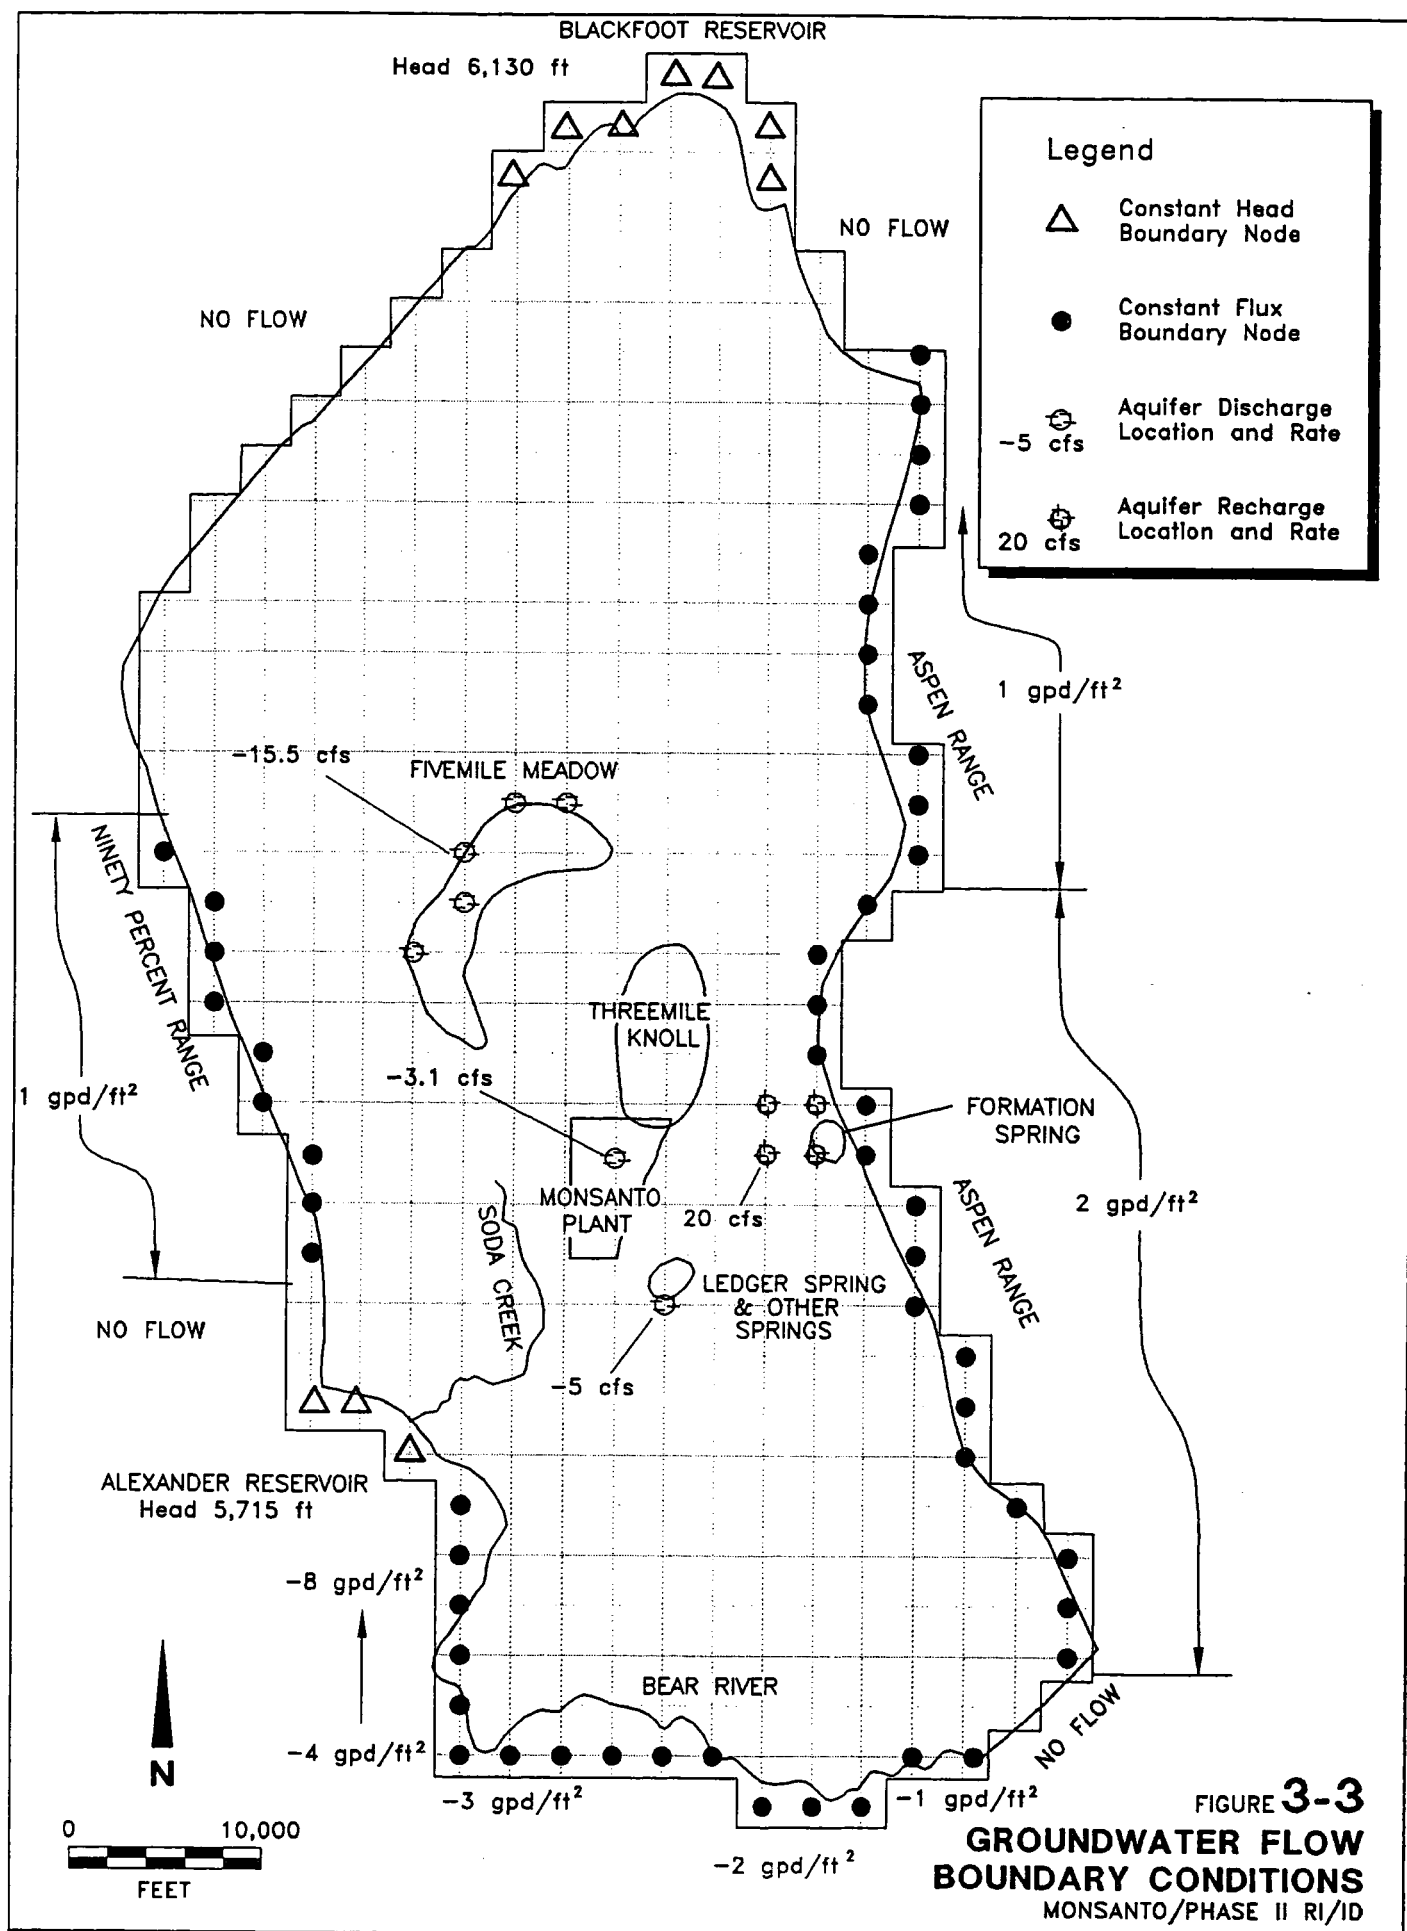 BLACKFOOT RESERVOIR
Head 6,130 ft
Legend
Constant Head
Boundary Node
Constant Flux
Boundary Node
Aquifer Discharge
Location and Rate
-5 cfs
Aquifer Recharge
Location and Rate
20 cfs
NO FLOW
NO FLOW
ASPEN RANGE
1 gpd/ft²
-15.5 cfs
FIVEMILE MEADOW
NINETY PERCENT RANGE
THREEMILE
KNOLL
-3.1 cfs
1 gpd/ft²
FORMATION
SPRING
MONSANTO
PLANT
20 cfs
ASPEN RANGE
2 gpd/ft²
SODA CREEK
LEDGER SPRING
& OTHER
SPRINGS
NO FLOW
-5 cfs
ALEXANDER RESERVOIR
Head 5,715 ft
-8 gpd/ft²
BEAR RIVER
NO FLOW
-4 gpd/ft²
N
-3 gpd/ft²
-1 gpd/ft²
-2 gpd/ft²
0 10,000
FEET
FIGURE 3-3
GROUNDWATER FLOW
BOUNDARY CONDITIONS
MONSANTO/PHASE II RI/ID